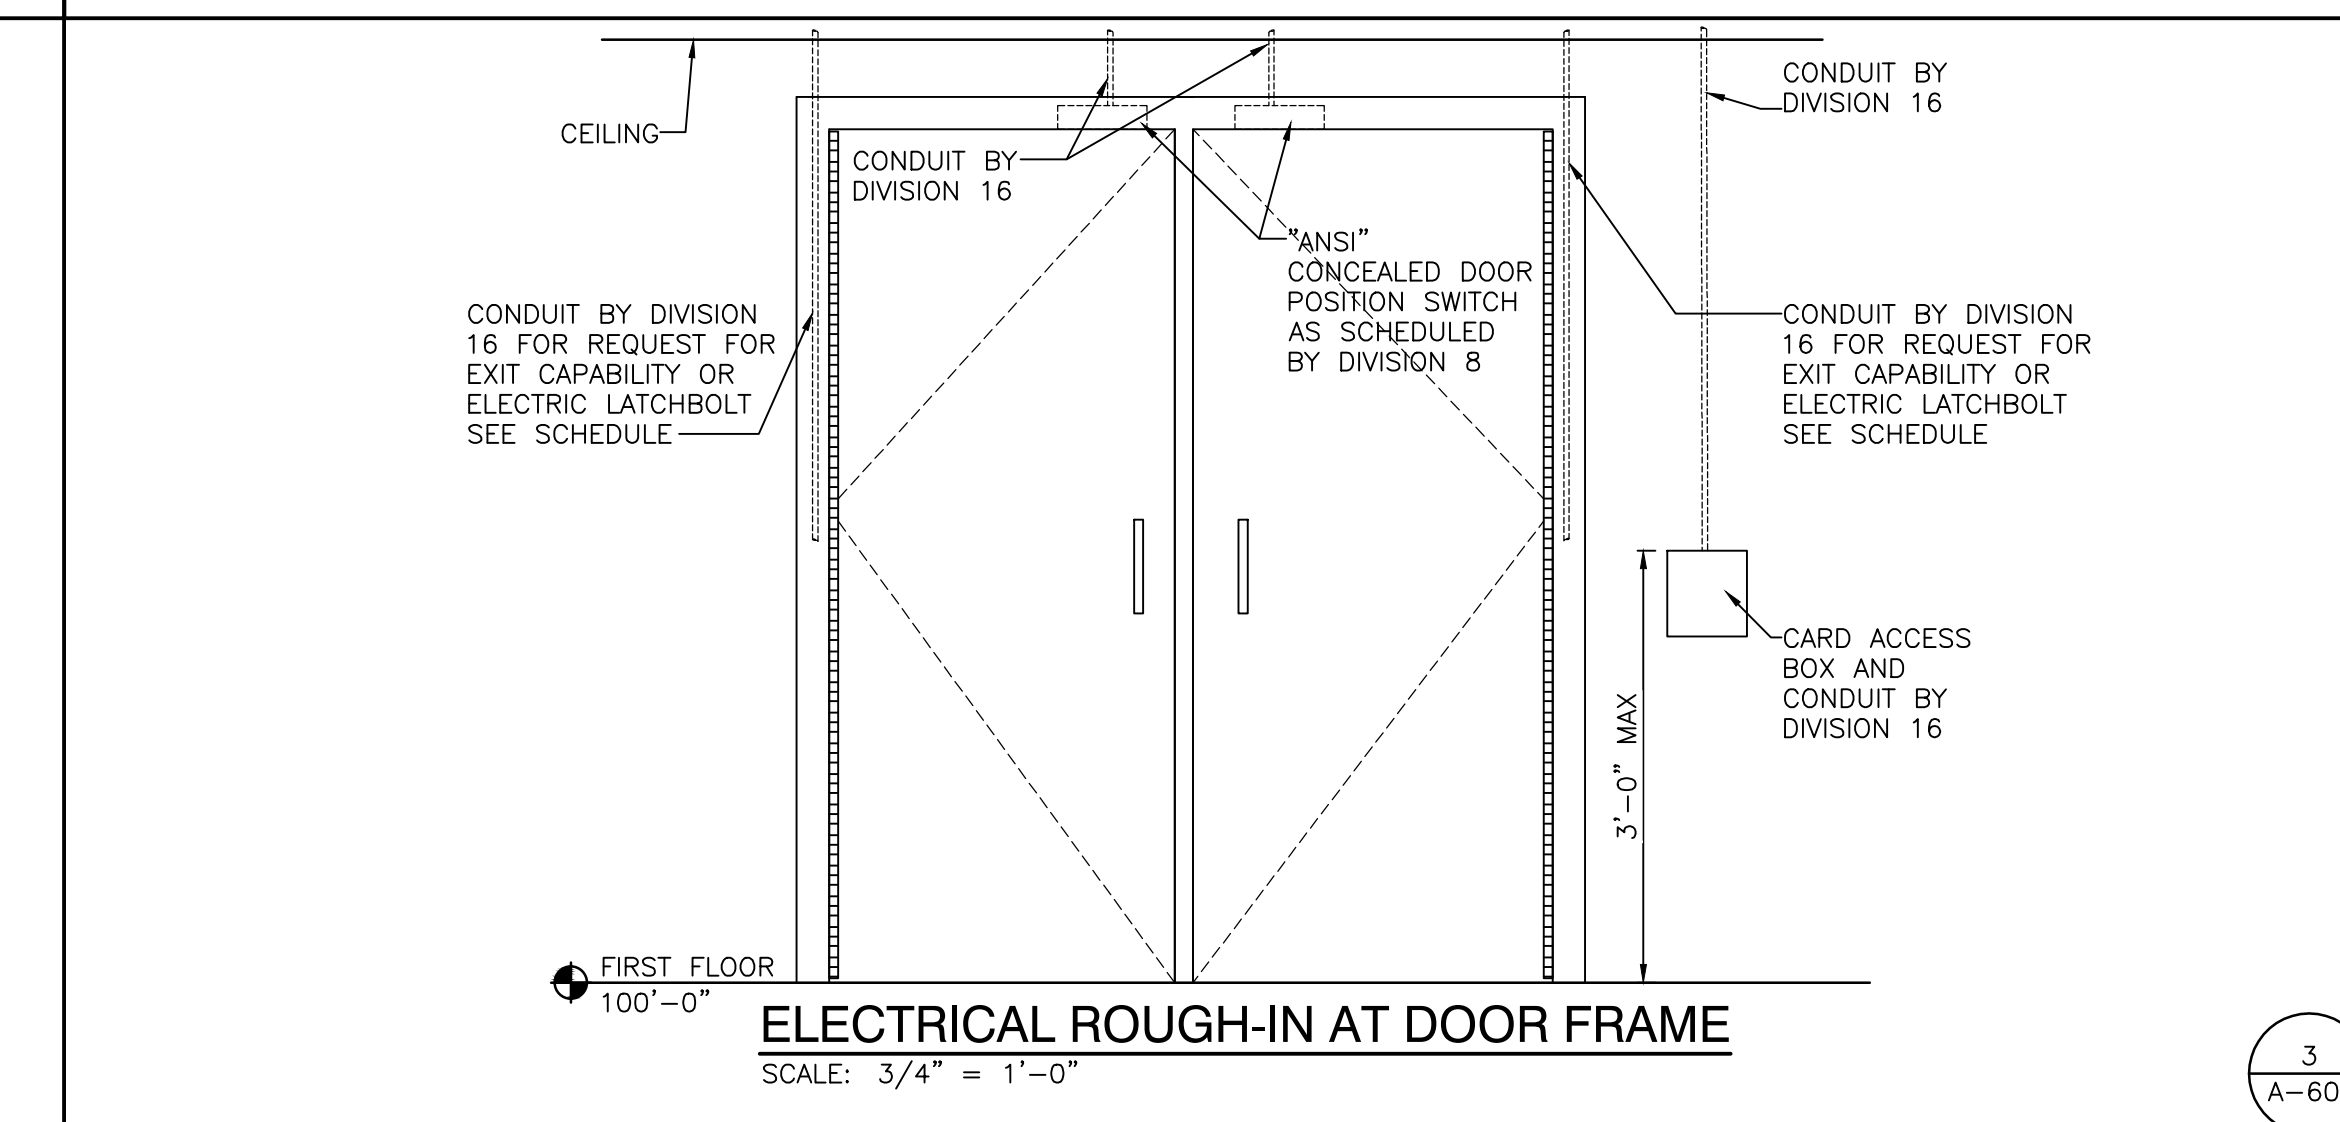 CEILING
CONDUIT BY
DIVISION 16
CONDUIT BY
DIVISION 16
"ANSI"
CONCEALED DOOR
POSITION SWITCH
AS SCHEDULED
BY DIVISION 8
CONDUIT BY DIVISION
16 FOR REQUEST FOR
EXIT CAPABILITY OR
ELECTRIC LATCHBOLT
SEE SCHEDULE
CONDUIT BY DIVISION
16 FOR REQUEST FOR
EXIT CAPABILITY OR
ELECTRIC LATCHBOLT
SEE SCHEDULE
CARD ACCESS
BOX AND
CONDUIT BY
DIVISION 16
3'-0" MAX
FIRST FLOOR
100'-0"
ELECTRICAL ROUGH-IN AT DOOR FRAME
SCALE: 3/4" = 1'-0"
3
A-60